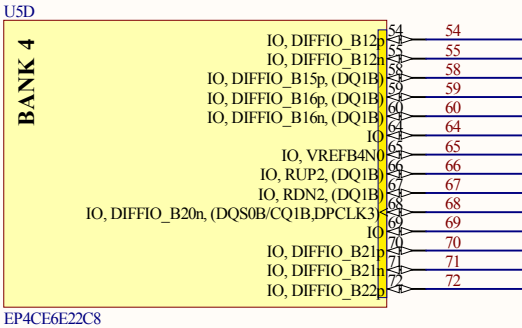 U5D
BANK 4
IO, DIFFIO_B12p 54 54
IO, DIFFIO_B12n 55 55
IO, DIFFIO_B15p, (DQ1B) 58 58
IO, DIFFIO_B16p, (DQ1B) 59 59
IO, DIFFIO_B16n, (DQ1B) 60 60
IO 64 64
IO, VREFB4N0 65 65
IO, RUP2, (DQ1B) 66 66
IO, RDN2, (DQ1B) 67 67
IO, DIFFIO_B20n, (DQS0B/CQ1B,DPCLK3) 68 68
IO 69 69
IO, DIFFIO_B21p 70 70
IO, DIFFIO_B21n 71 71
IO, DIFFIO_B22p 72 72
EP4CE6E22C8